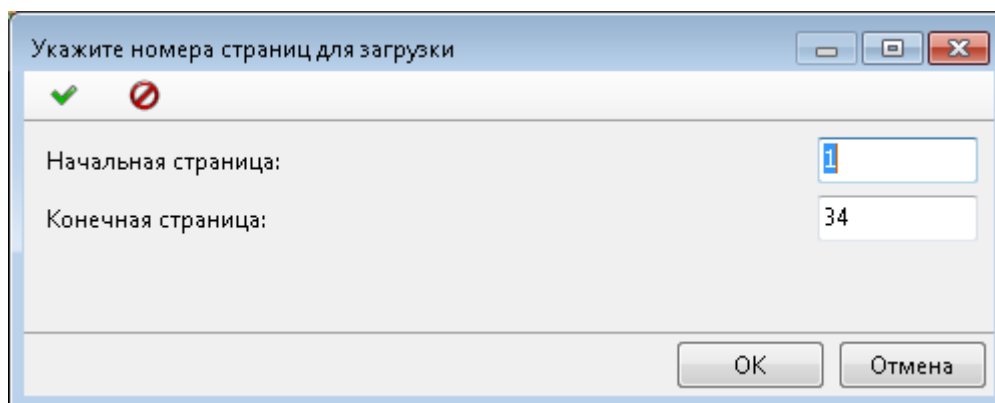 Укажите номера страниц для загрузки
Начальная страница: 1
Конечная страница: 34
OK Отмена